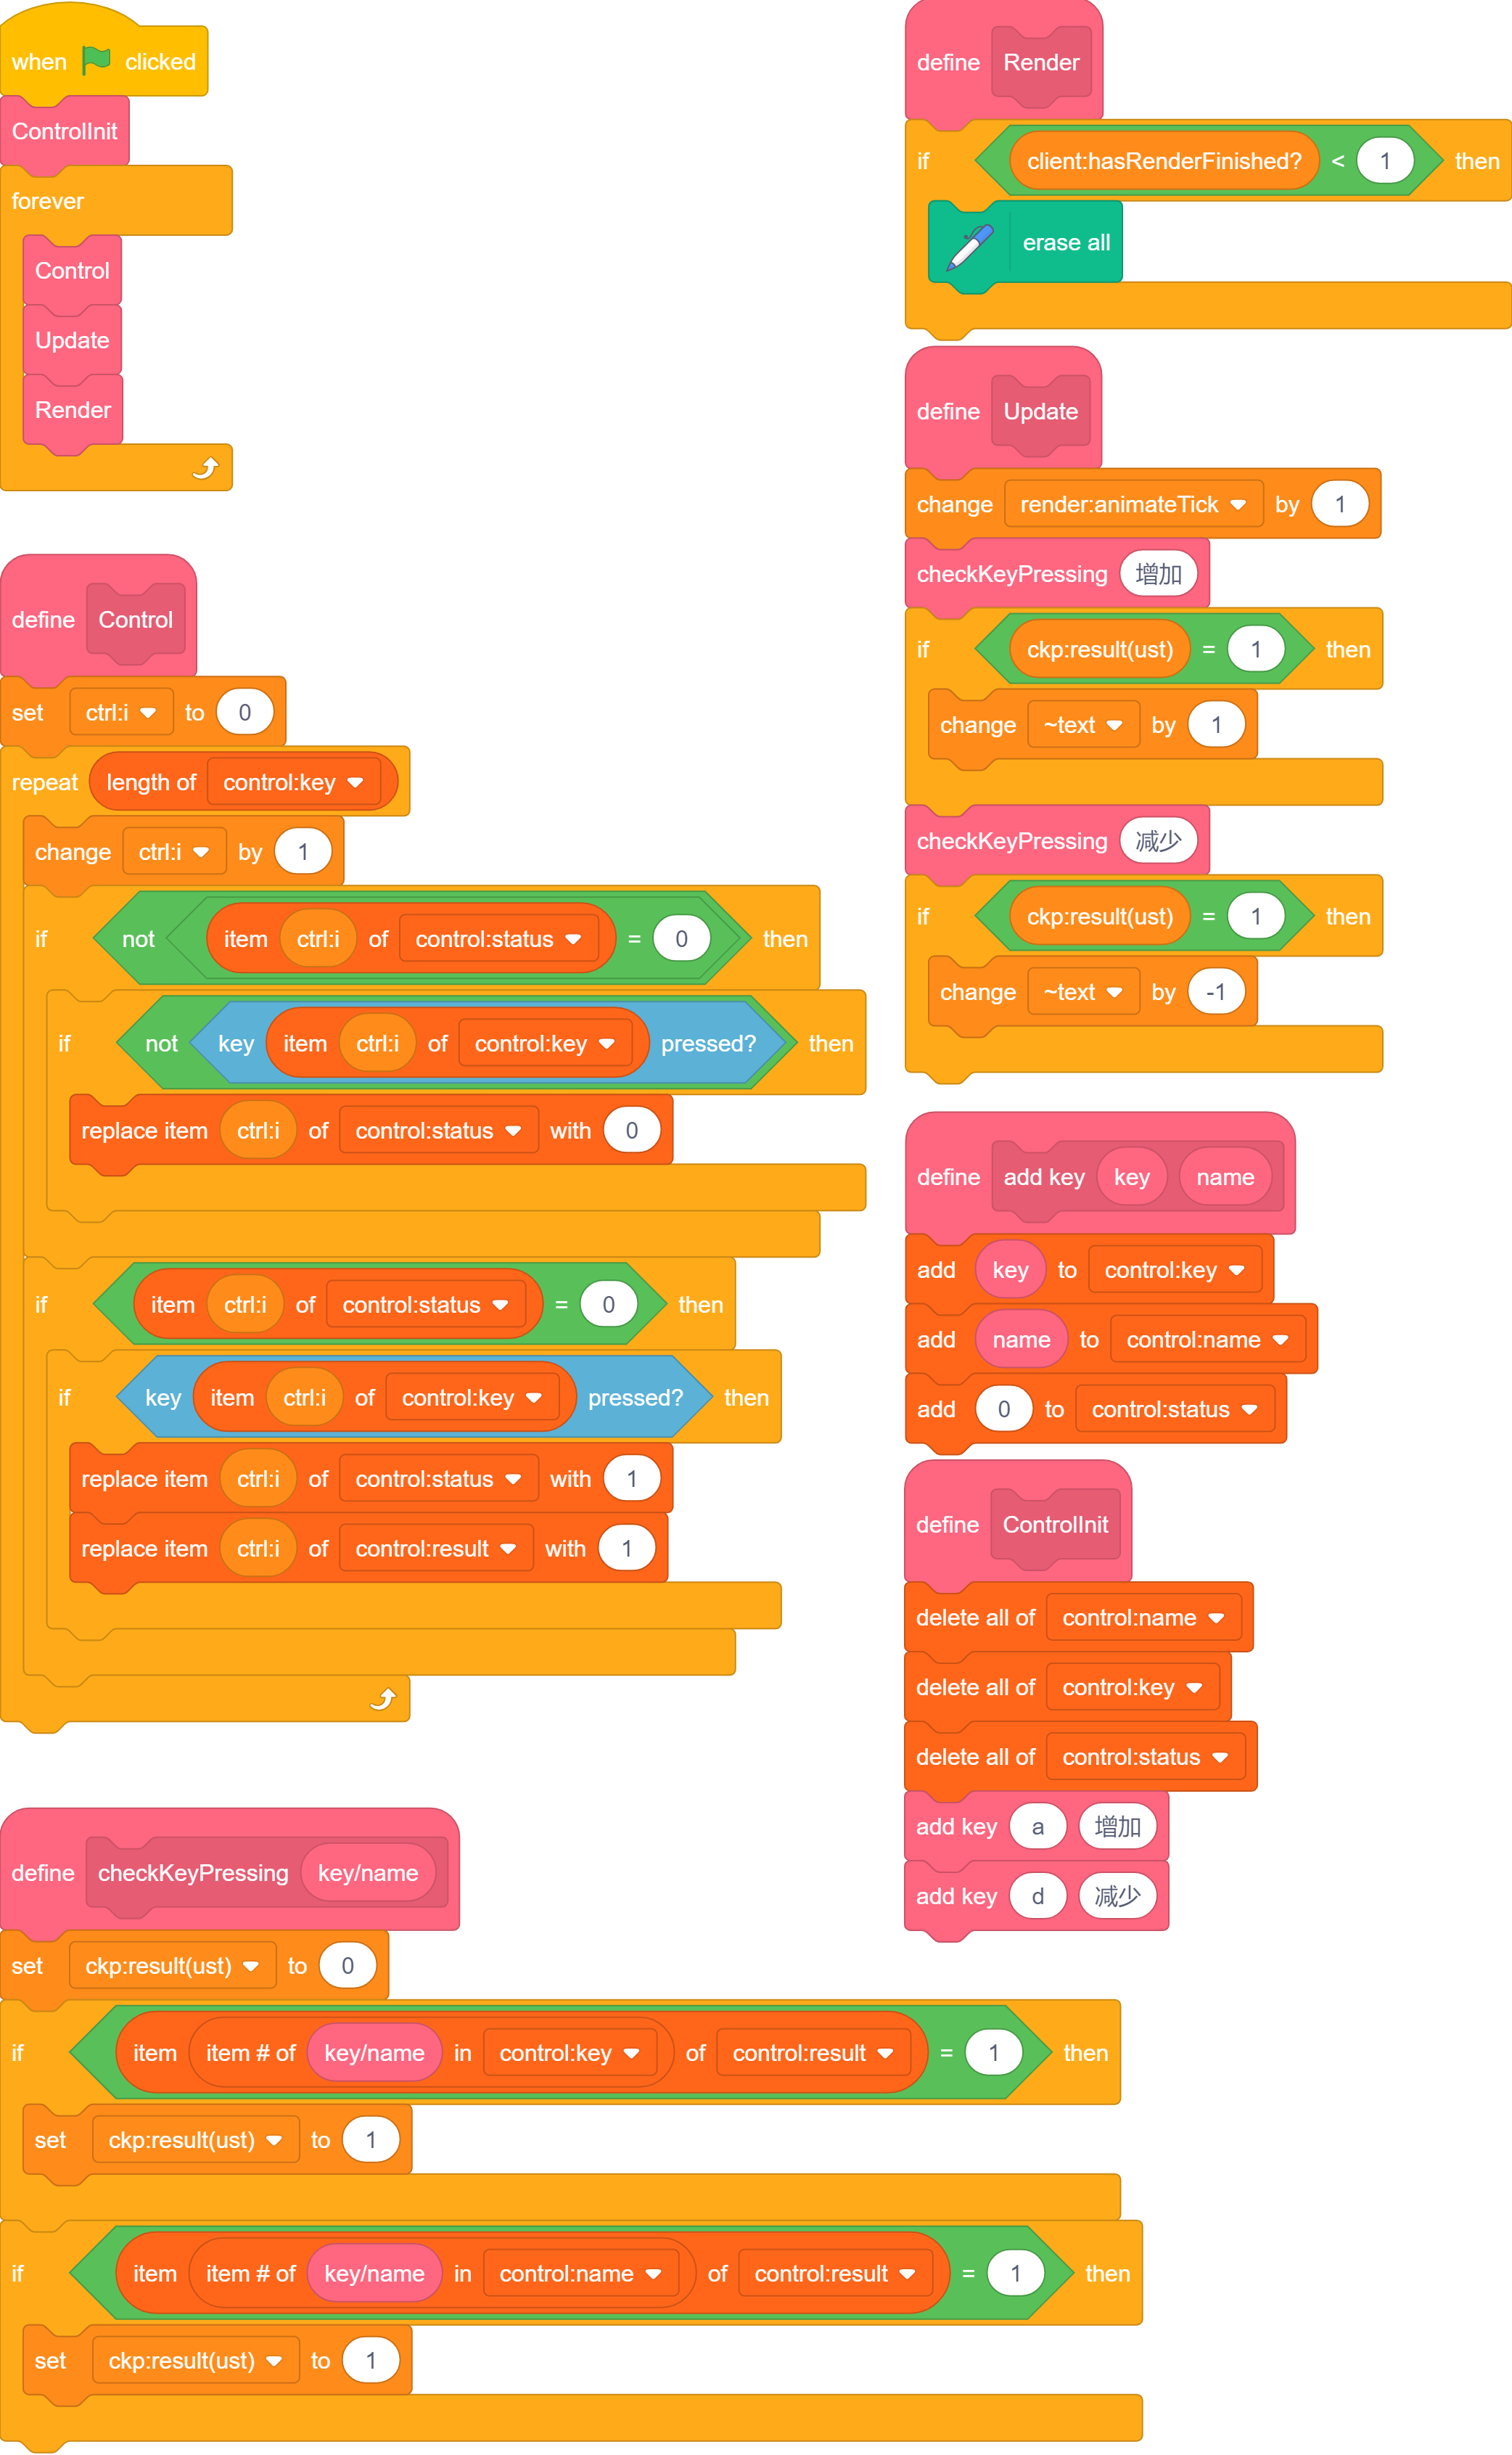 when clicked
ControlInit
forever
Control
Update
Render
define Control
set ctrl:i to 0
repeat length of control:key
change ctrl:i by 1
if not item ctrl:i of control:status = 0 then
if not key item ctrl:i of control:key pressed? then
replace item ctrl:i of control:status with 0
if item ctrl:i of control:status = 0 then
if key item ctrl:i of control:key pressed? then
replace item ctrl:i of control:status with 1
replace item ctrl:i of control:result with 1
define checkKeyPressing key/name
set ckp:result(ust) to 0
if item item # of key/name in control:key of control:result = 1 then
set ckp:result(ust) to 1
if item item # of key/name in control:name of control:result = 1 then
set ckp:result(ust) to 1
define Render
if client:hasRenderFinished? < 1 then
erase all
define Update
change render:animateTick by 1
checkKeyPressing 增加
if ckp:result(ust) = 1 then
change ~text by 1
checkKeyPressing 减少
if ckp:result(ust) = 1 then
change ~text by -1
define add key key name
add key to control:key
add name to control:name
add 0 to control:status
define ControlInit
delete all of control:name
delete all of control:key
delete all of control:status
add key a 增加
add key d 减少